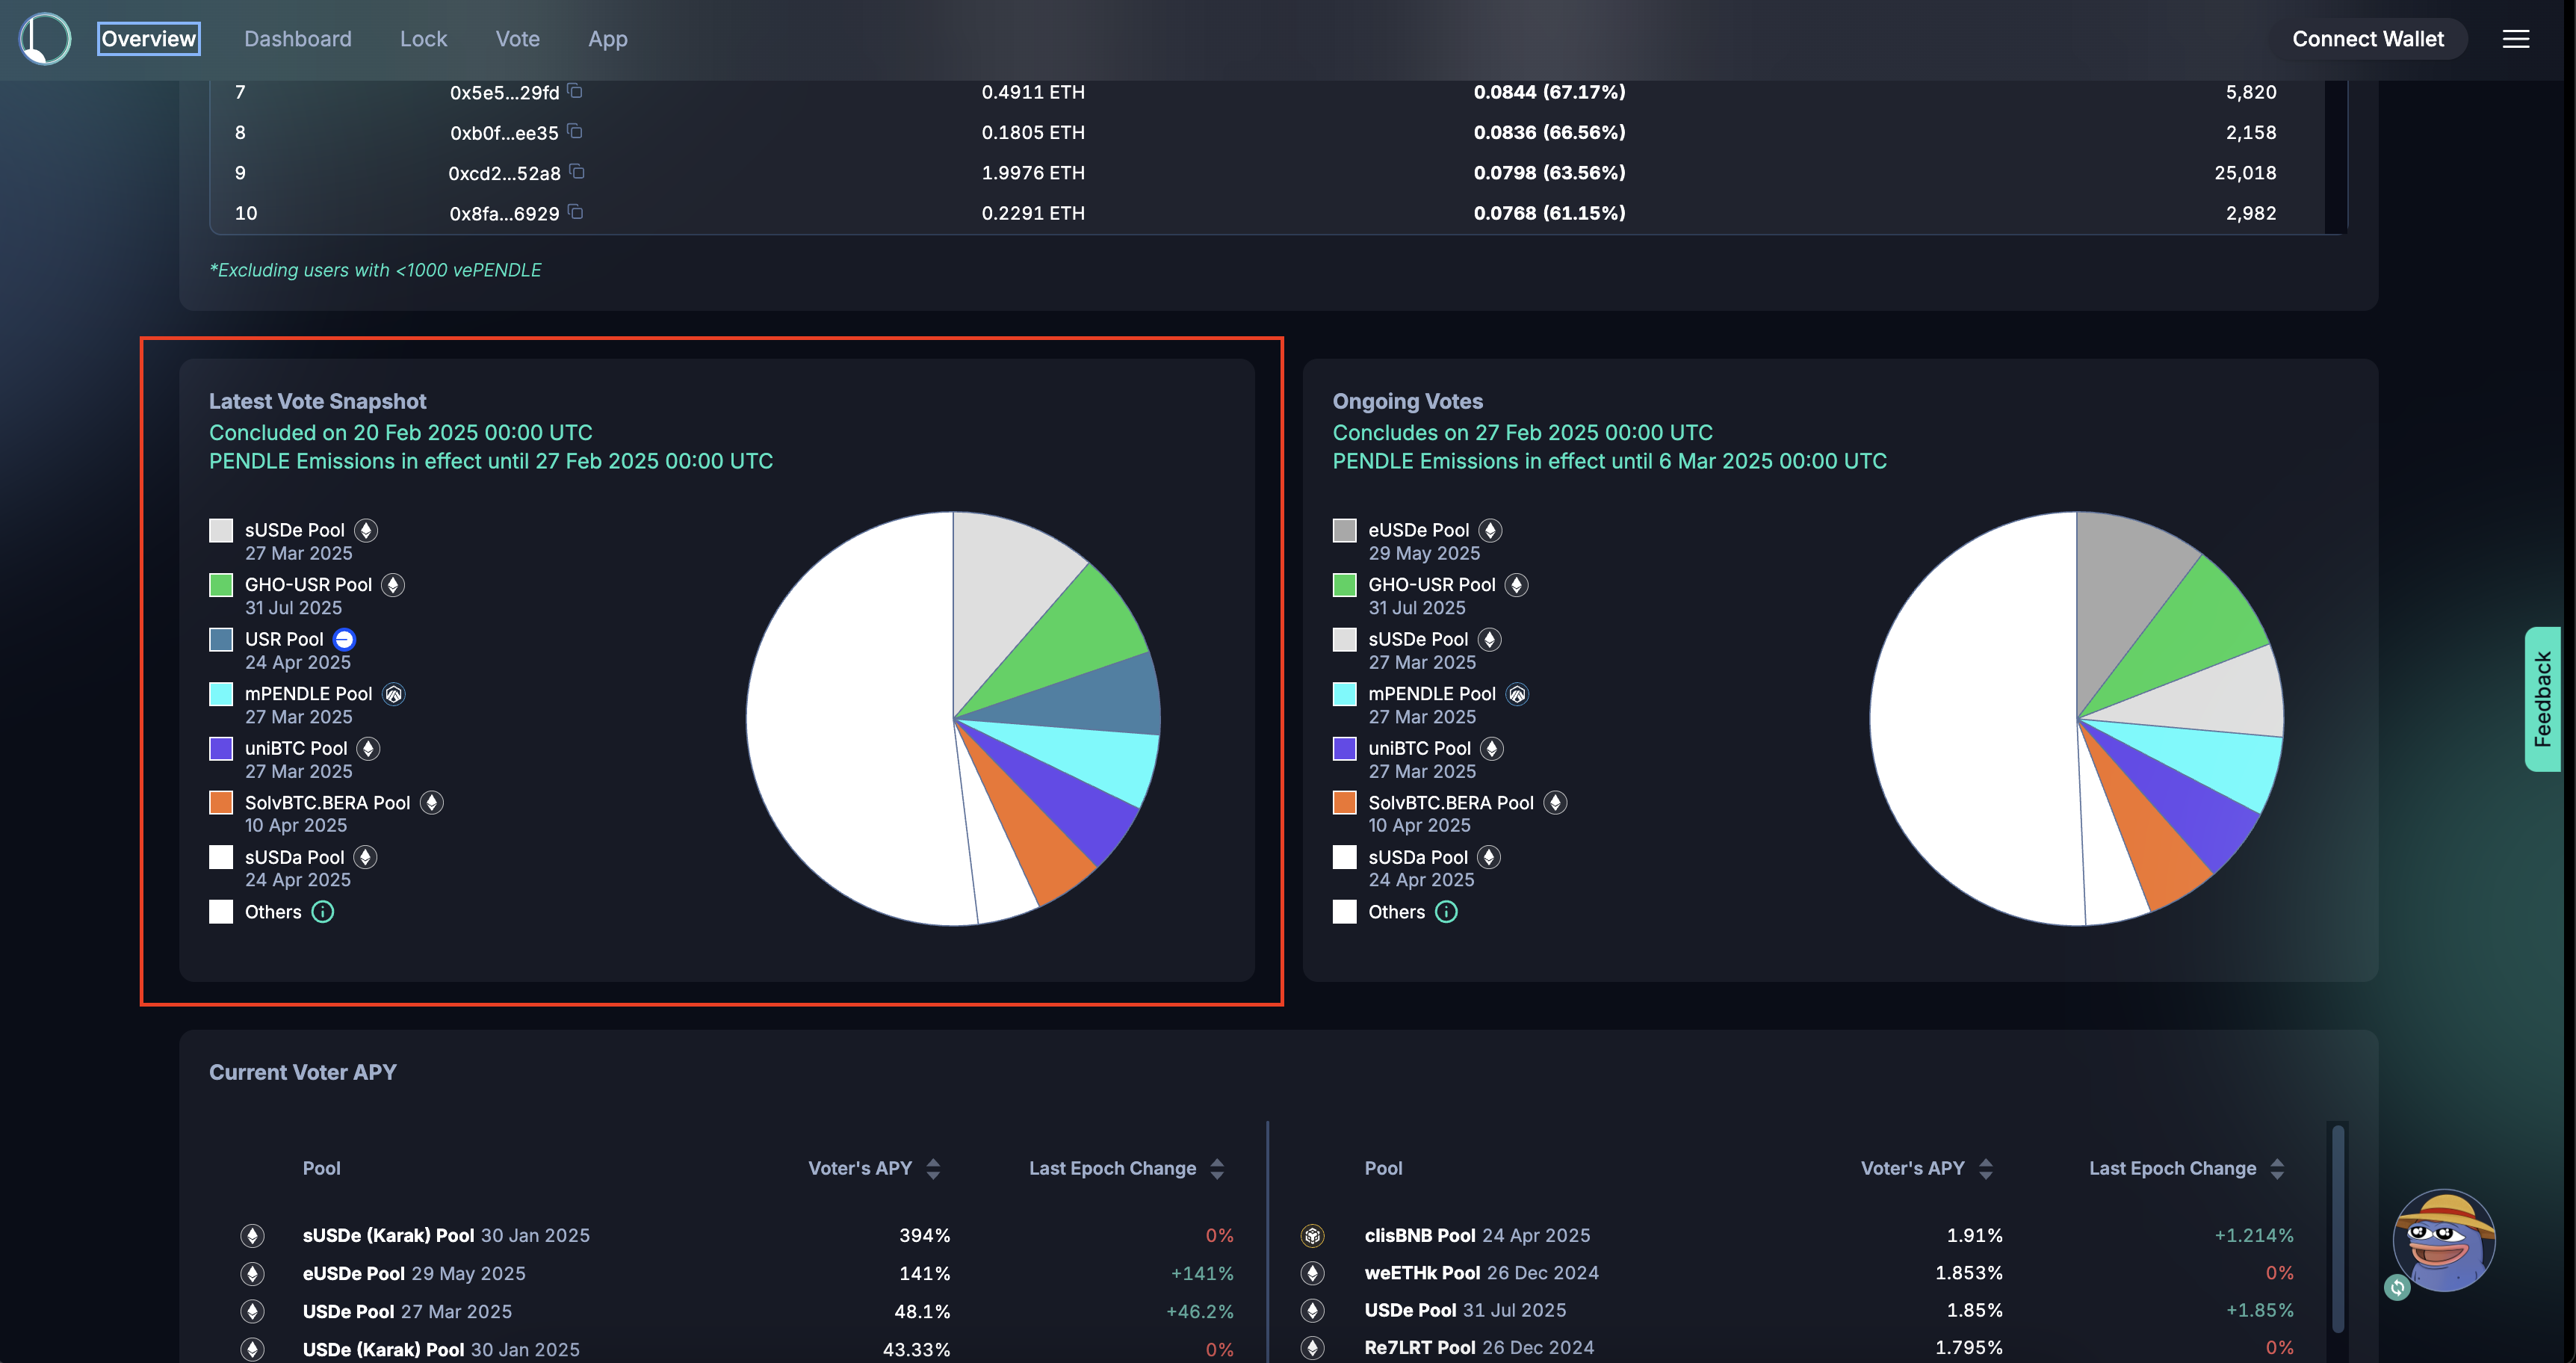 Overview Dashboard Lock Vote App Connect Wallet
7 0x5e5...29fd 0.4911 ETH 0.0844 (67.17%) 5,820
8 0xb0f...ee35 0.1805 ETH 0.0836 (66.56%) 2,158
9 0xcd2...52a8 1.9976 ETH 0.0798 (63.56%) 25,018
10 0x8fa...6929 0.2291 ETH 0.0768 (61.15%) 2,982
*Excluding users with <1000 vePENDLE
Latest Vote Snapshot
Concluded on 20 Feb 2025 00:00 UTC
PENDLE Emissions in effect until 27 Feb 2025 00:00 UTC
sUSDe Pool
27 Mar 2025
GHO-USR Pool
31 Jul 2025
USR Pool
24 Apr 2025
mPENDLE Pool
27 Mar 2025
uniBTC Pool
27 Mar 2025
SolvBTC.BERA Pool
10 Apr 2025
sUSDa Pool
24 Apr 2025
Others
Ongoing Votes
Concludes on 27 Feb 2025 00:00 UTC
PENDLE Emissions in effect until 6 Mar 2025 00:00 UTC
eUSDe Pool
29 May 2025
GHO-USR Pool
31 Jul 2025
sUSDe Pool
27 Mar 2025
mPENDLE Pool
27 Mar 2025
uniBTC Pool
27 Mar 2025
SolvBTC.BERA Pool
10 Apr 2025
sUSDa Pool
24 Apr 2025
Others
Feedback
Current Voter APY
Pool Voter's APY Last Epoch Change
sUSDe (Karak) Pool 30 Jan 2025 394% 0%
eUSDe Pool 29 May 2025 141% +141%
USDe Pool 27 Mar 2025 48.1% +46.2%
USDe (Karak) Pool 30 Jan 2025 43.33% 0%
Pool Voter's APY Last Epoch Change
clisBNB Pool 24 Apr 2025 1.91% +1.214%
weETHk Pool 26 Dec 2024 1.853% 0%
USDe Pool 31 Jul 2025 1.85% +1.85%
Re7LRT Pool 26 Dec 2024 1.795% 0%